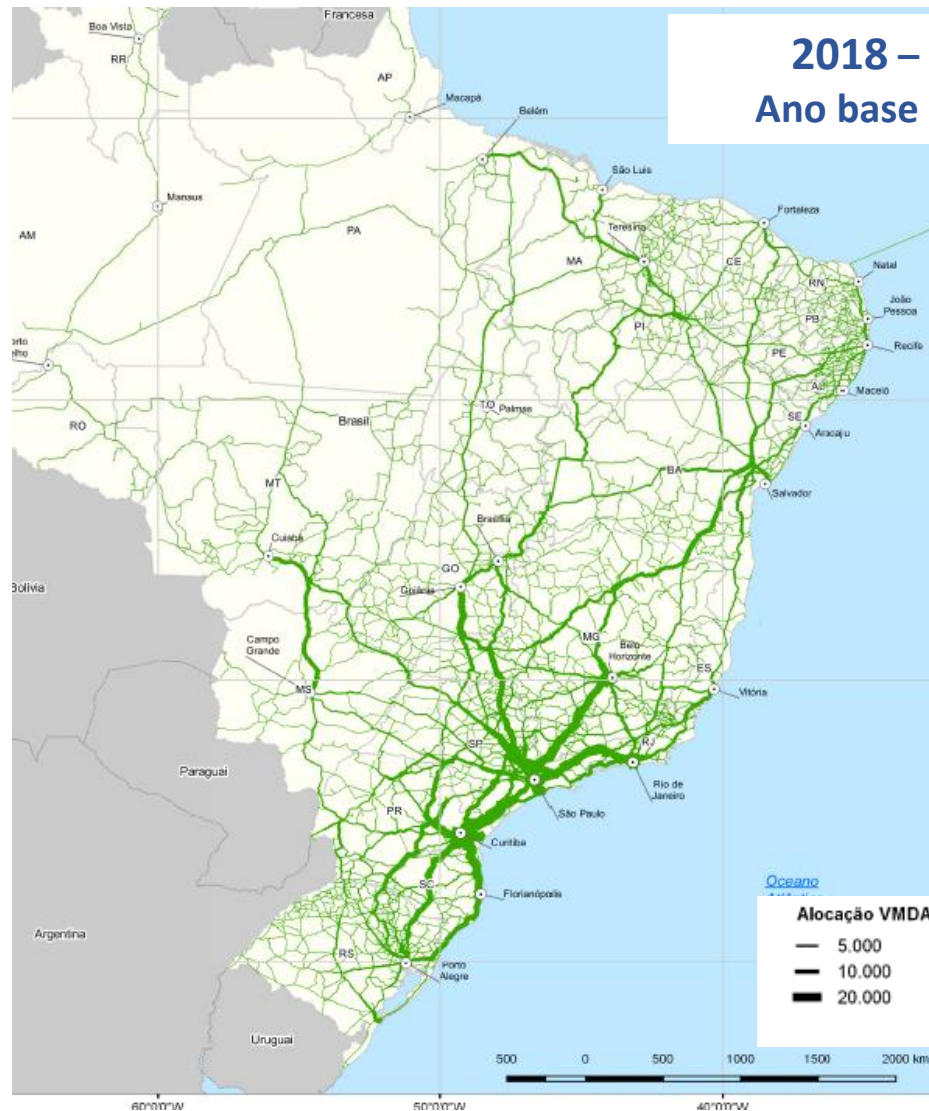 2018 –
Ano base
Francesa
Boa Vista
RR
AP
Macapá
Belém
São Luis
Manaus
Fortaleza
Teresina
AM
PA
MA
CE
Natal
RN
João
Pessoa
PB
PI
Recife
PE
AL
Maceió
TO
Palmas
Brasil
SE
Aracaju
RO
BA
MT
Salvador
Brasília
Cuiabá
GO
Goiânia
Bolívia
Campo
Grande
MG
Belo
Horizonte
ES
MS
Vitória
SP
RJ
Rio de
Janeiro
Paraguai
São Paulo
PR
Curitiba
SC
Oceano
Florianópolis
Alocação VMDA
5.000
10.000
20.000
Argentina
RS
Porto
Alegre
Uruguai
500 0 500 1000 1500 2000 km
60°0'0"W 50°0'0"W 40°0'0"W